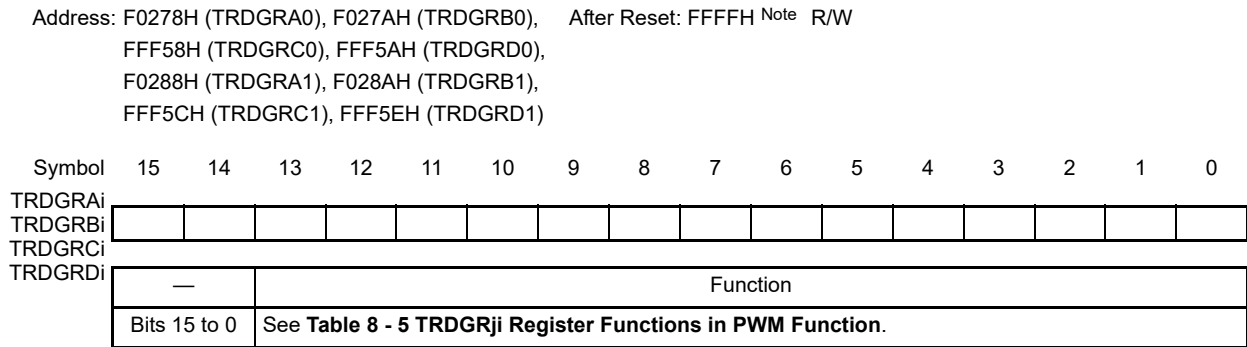 Address: F0278H (TRDGRA0), F027AH (TRDGRB0), After Reset: FFFFH Note R/W
FFF58H (TRDGRC0), FFF5AH (TRDGRD0),
F0288H (TRDGRA1), F028AH (TRDGRB1),
FFF5CH (TRDGRC1), FFF5EH (TRDGRD1)
Symbol 15 14 13 12 11 10 9 8 7 6 5 4 3 2 1 0
TRDGRAi
TRDGRBi
TRDGRCi
TRDGRDi
— Function
Bits 15 to 0 See Table 8 - 5 TRDGRji Register Functions in PWM Function.